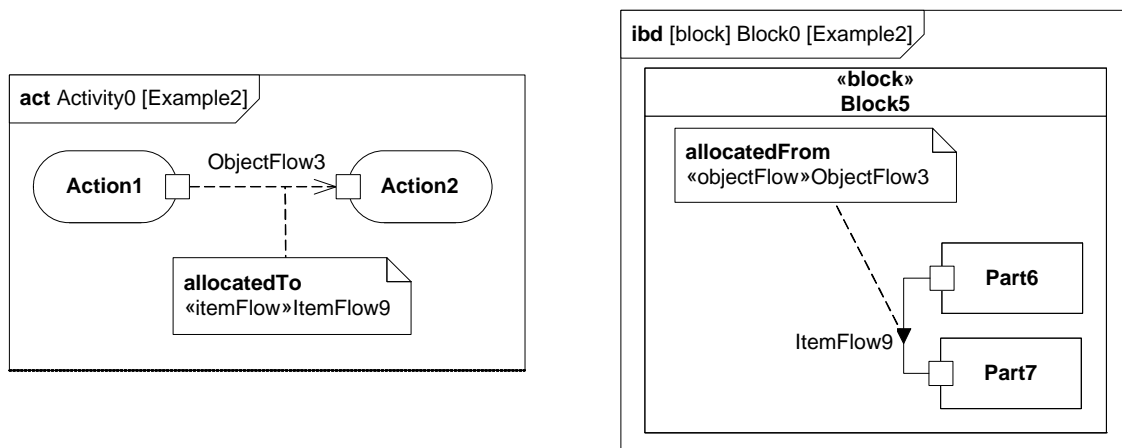 act Activity0 [Example2]
ObjectFlow3
Action1
Action2
allocatedTo
«itemFlow»ItemFlow9
ibd [block] Block0 [Example2]
«block»
Block5
allocatedFrom
«objectFlow»ObjectFlow3
Part6
ItemFlow9
Part7